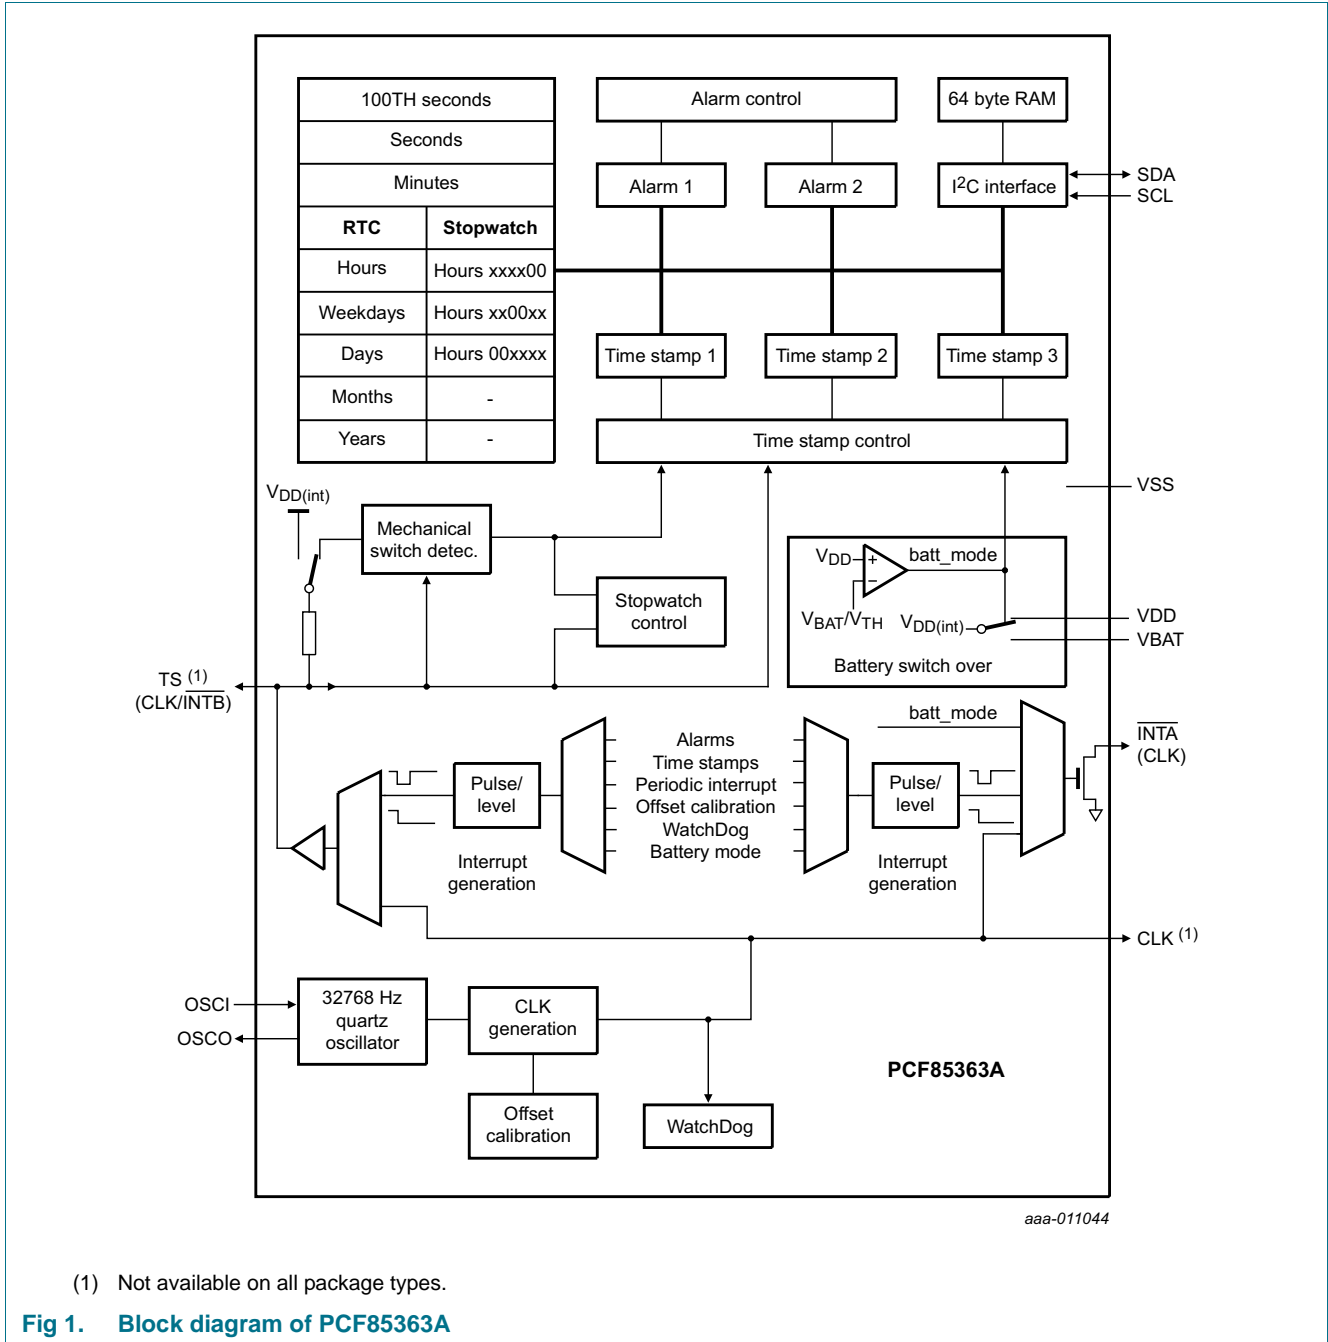 100TH seconds
Seconds
Minutes
RTC Stopwatch
Hours Hours xxxx00
Weekdays Hours xx00xx
Days Hours 00xxxx
Months -
Years -
Alarm control
64 byte RAM
Alarm 1
Alarm 2
I2C interface
SDA
SCL
Time stamp 1
Time stamp 2
Time stamp 3
Time stamp control
VSS
VDD(int)
Mechanical
switch detec.
Stopwatch
control
VDD
+
−
batt_mode
VBAT/VTH
VDD(int)
Battery switch over
VDD
VBAT
TS (1)
(CLK/INTB)
batt_mode
INTA
(CLK)
Pulse/
level
Interrupt
generation
Alarms
Time stamps
Periodic interrupt
Offset calibration
WatchDog
Battery mode
Pulse/
level
Interrupt
generation
CLK (1)
OSCI
OSCO
32768 Hz
quartz
oscillator
CLK
generation
Offset
calibration
WatchDog
PCF85363A
aaa-011044
(1) Not available on all package types.
Fig 1. Block diagram of PCF85363A